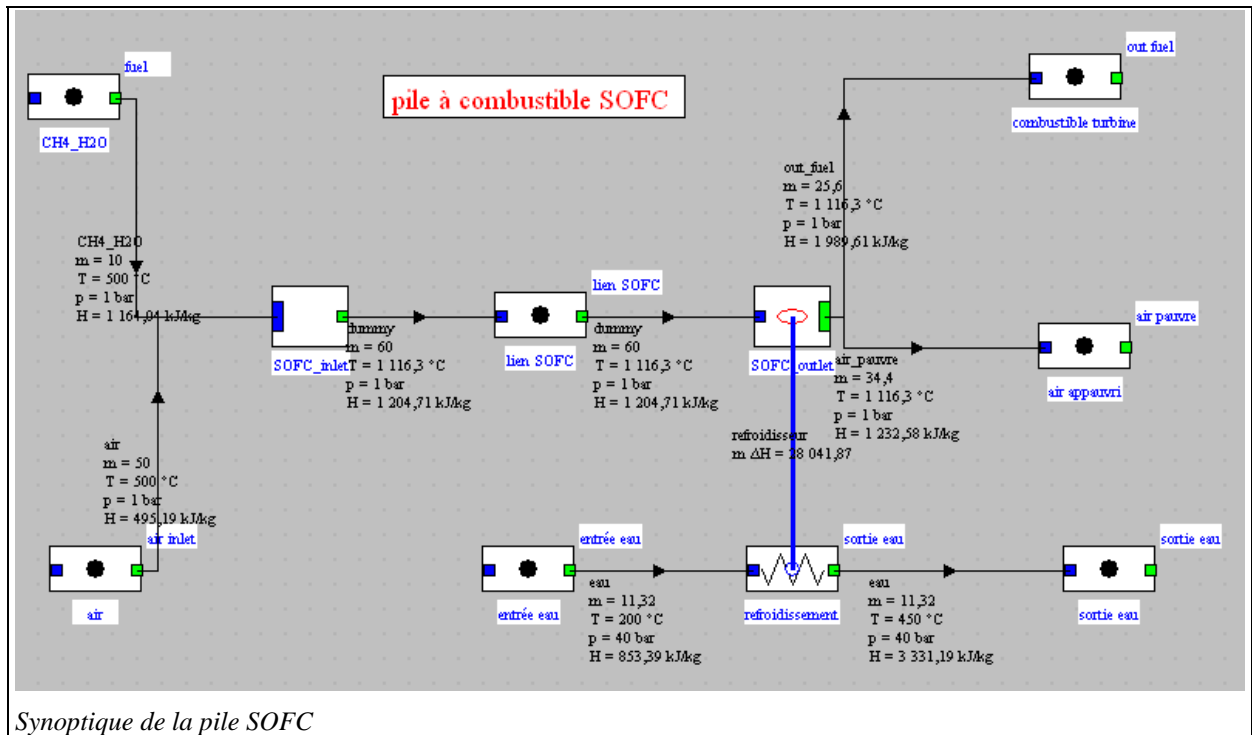 fuel
CH4_H2O
pile à combustible SOFC
out fuel
combustible turbine
out_fuel
m = 25,6
T = 1 116,3 °C
p = 1 bar
H = 1 989,61 kJ/kg
CH4_H2O
m = 10
T = 500 °C
p = 1 bar
H = 1 164,94 kJ/kg
SOFC_inlet
dummy
m = 60
T = 1 116,3 °C
p = 1 bar
H = 1 204,71 kJ/kg
lien SOFC
lien SOFC
dummy
m = 60
T = 1 116,3 °C
p = 1 bar
H = 1 204,71 kJ/kg
SOFC_outlet
air_pauvre
m = 34,4
T = 1 116,3 °C
p = 1 bar
H = 1 232,58 kJ/kg
air pauvre
air appauvri
refroidisseur
m ΔH = 28 041,87
air
m = 50
T = 500 °C
p = 1 bar
H = 495,19 kJ/kg
air inlet
air
entrée eau
entrée eau
eau
m = 11,32
T = 200 °C
p = 40 bar
H = 853,39 kJ/kg
sortie eau
refroidissement
eau
m = 11,32
T = 450 °C
p = 40 bar
H = 3 331,19 kJ/kg
sortie eau
sortie eau
Synoptique de la pile SOFC